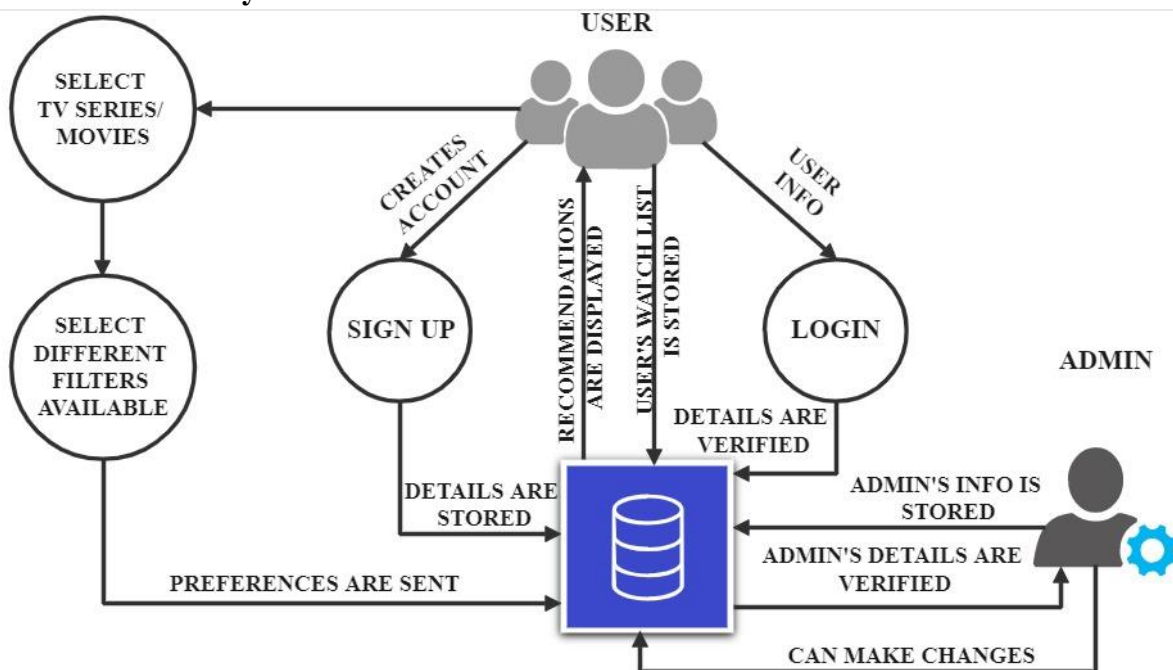 USER
SELECT
TV SERIES/
MOVIES
CREATES
ACCOUNT
USER
INFO
RECOMMENDATIONS
ARE DISPLAYED
USER'S WATCH LIST
IS STORED
SELECT
DIFFERENT
FILTERS
AVAILABLE
SIGN UP
LOGIN
ADMIN
DETAILS ARE
VERIFIED
DETAILS ARE
STORED
ADMIN'S INFO IS
STORED
ADMIN'S DETAILS ARE
VERIFIED
PREFERENCES ARE SENT
CAN MAKE CHANGES